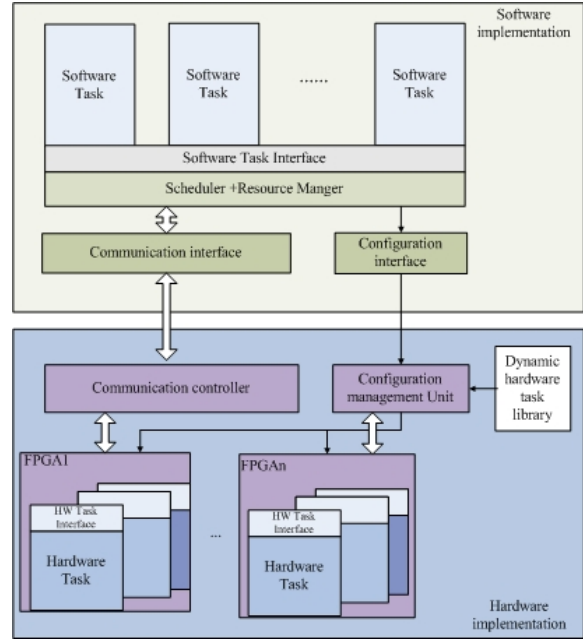 Software
implementation
Software
Task
Software
Task
......
Software
Task
Software Task Interface
Scheduler +Resource Manger
Communication interface
Configuration
interface
Communication controller
Configuration
management Unit
Dynamic
hardware
task
library
FPGA1
HW Task
Interface
Hardware
Task
...
FPGAn
HW Task
Interface
Hardware
Task
Hardware
implementation